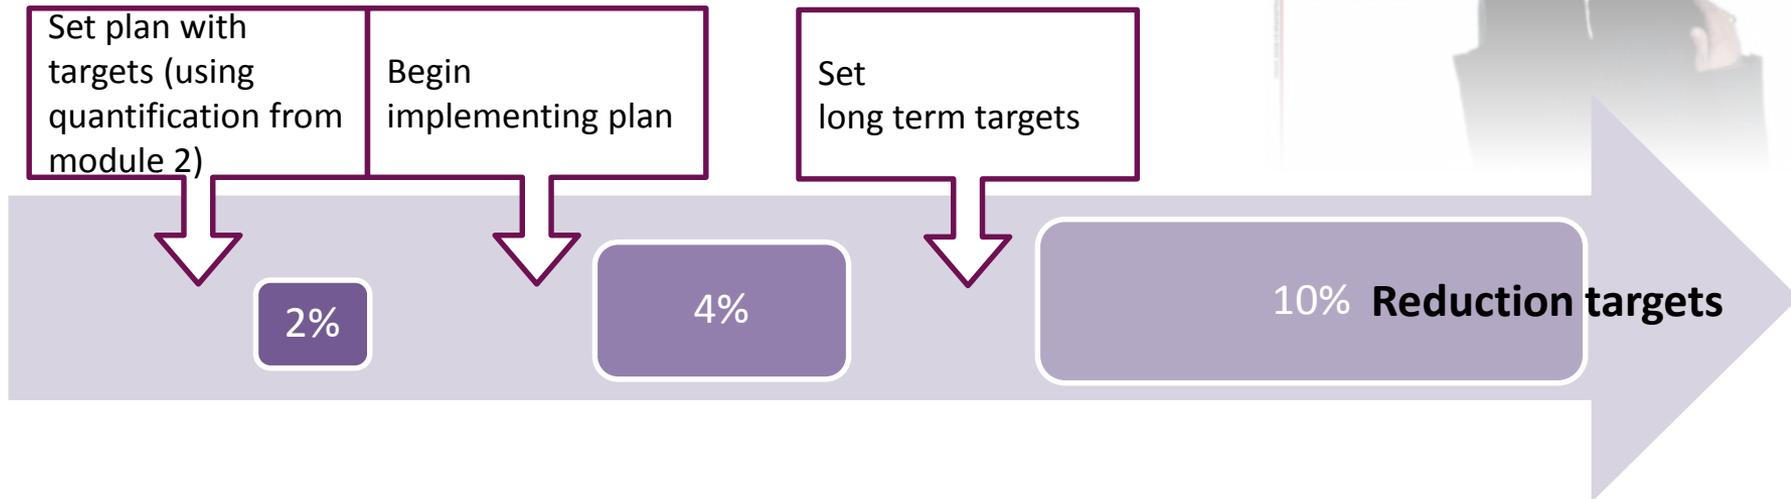 Set plan with
targets (using
quantification from
module 2)
Begin
implementing plan
Set
long term targets
2%
4%
10%
Reduction targets